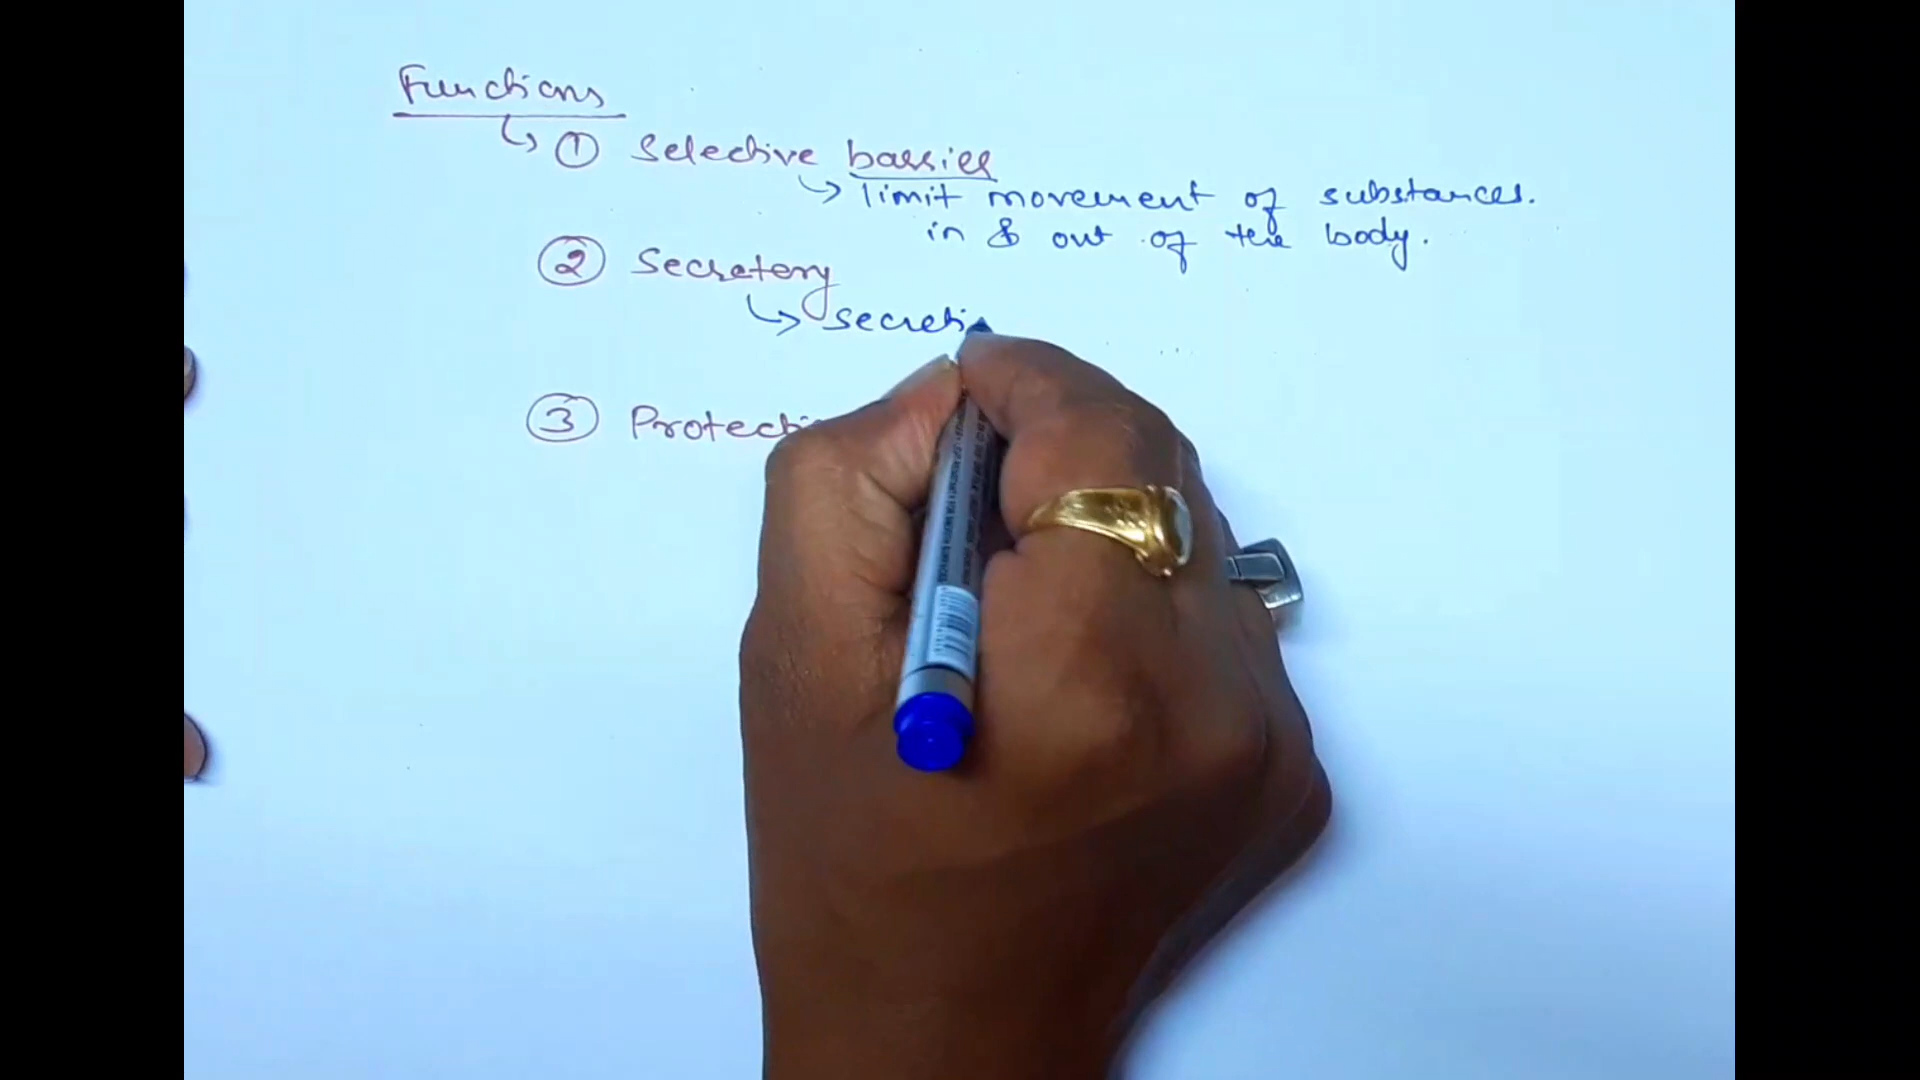 Functions
↳ ① Selective barrier
↳ limit movement of substances.
in & out of the body.
② Secretory
↳ secreti
③ Protecti